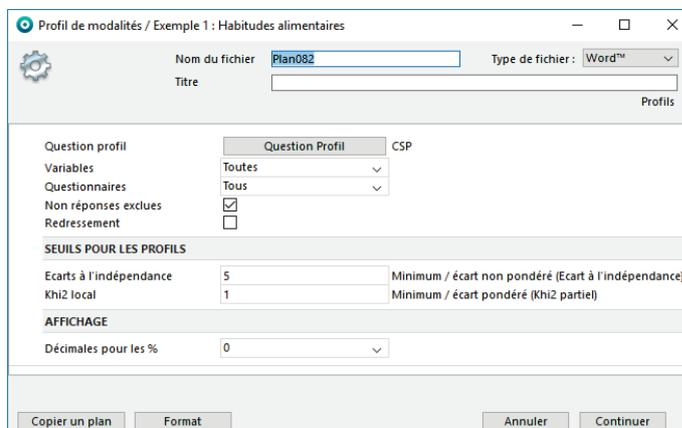 Profil de modalités / Exemple 1 : Habitudes alimentaires
Nom du fichier Plan082 Type de fichier : Word™
Titre
Profils
Question profil Question Profil CSP
Variables Toutes
Questionnaires Tous
Non réponses exclues
Redressement
SEUILS POUR LES PROFILS
Ecarts à l'indépendance 5 Minimum / écart non pondéré (Ecart à l'indépendance)
Khi2 local 1 Minimum / écart pondéré (Khi2 partiel)
AFFICHAGE
Décimales pour les % 0
Copier un plan Format Annuler Continuer